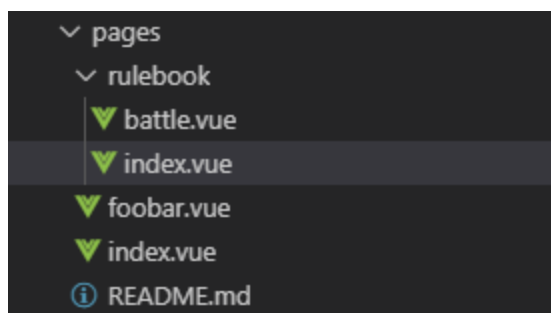 pages
rulebook
battle.vue
index.vue
foobar.vue
index.vue
README.md